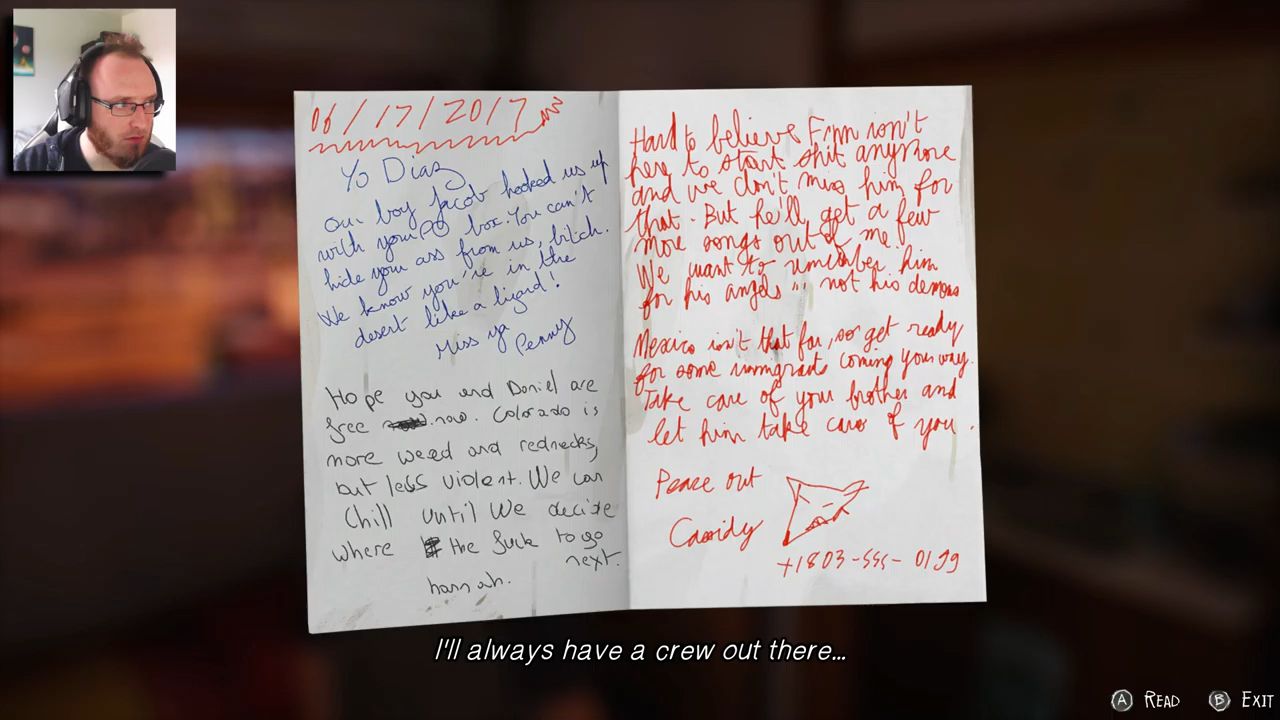 06/17/2017
Yo Diaz
Our boy Jacob hooked us up
with your PO box. You can't
hide your ass from us, bitch.
We know you're in the
desert like a lizard!
Miss ya
Penny
Hope you and Daniel are
free now. Colorado is
more weed and rednecks,
but less violent. We can
chill until we decide
where the fuck to go
next.
hannah.
Hard to believe Finn isn't
here to start shit anymore
and we don't miss him for
that. But he'll get a few
more songs out of me.
We want to remember him
for his angels... not his demons
Mexico isn't that far, so get ready
for some immigrants coming your way.
Take care of your brother and
let him take care of you.
Peace out
Cassidy
+1803-555-0199
I'll always have a crew out there...
A READ B EXIT